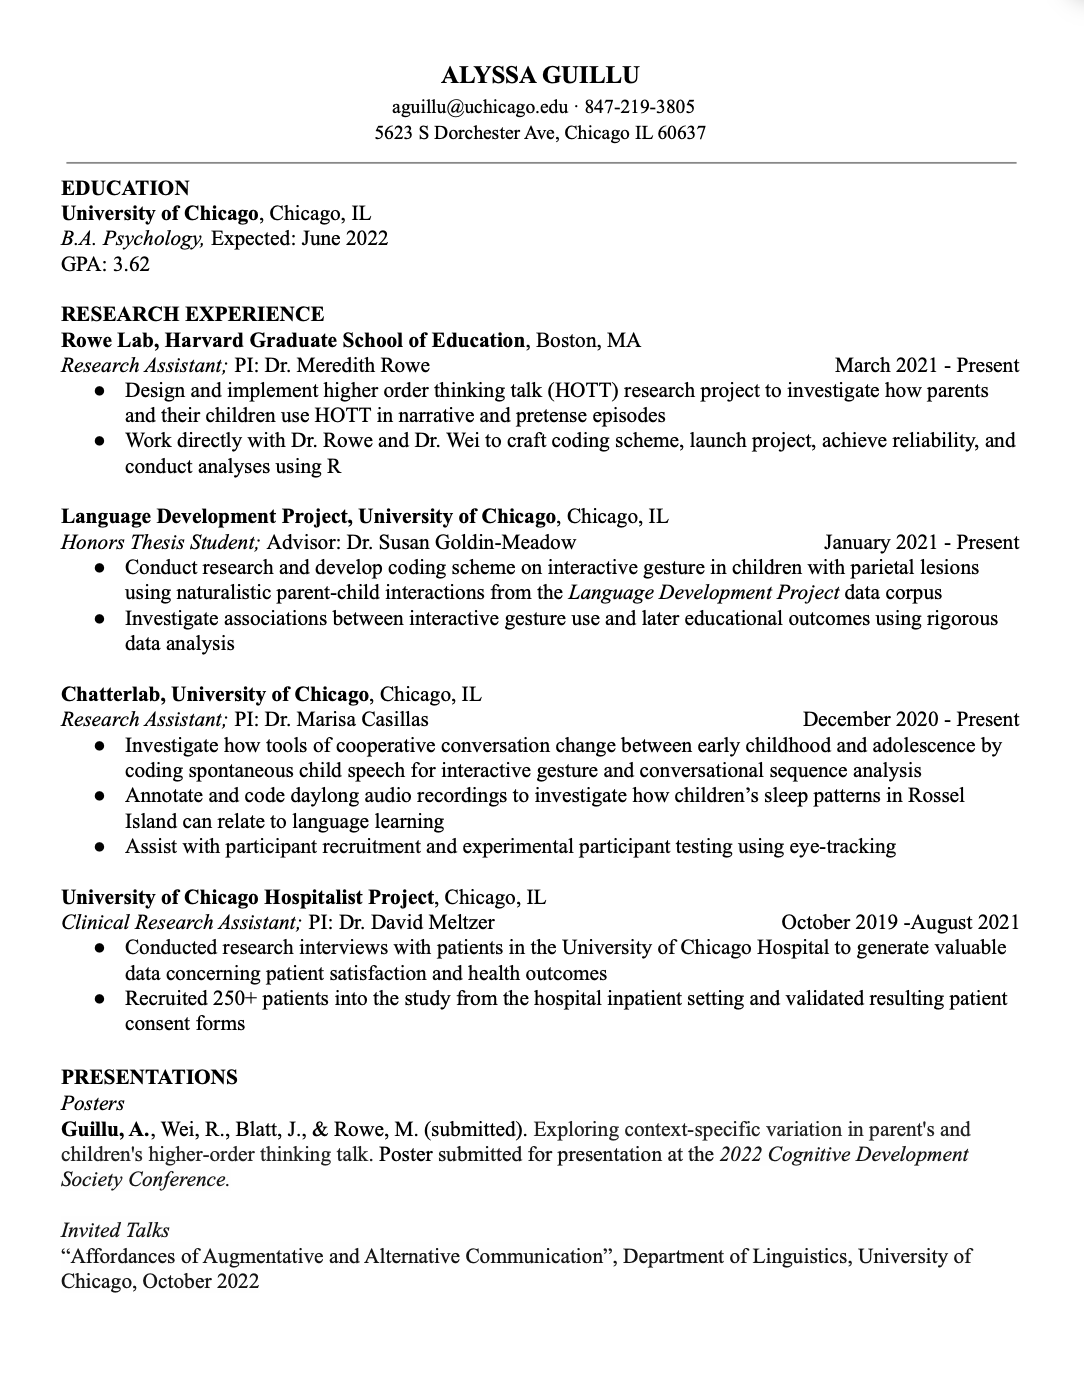 ALYSSA GUILLU
aguillu@uchicago.edu · 847-219-3805
5623 S Dorchester Ave, Chicago IL 60637
EDUCATION
University of Chicago, Chicago, IL
B.A. Psychology, Expected: June 2022
GPA: 3.62
RESEARCH EXPERIENCE
Rowe Lab, Harvard Graduate School of Education, Boston, MA
Research Assistant; PI: Dr. Meredith Rowe March 2021 - Present
● Design and implement higher order thinking talk (HOTT) research project to investigate how parents
and their children use HOTT in narrative and pretense episodes
● Work directly with Dr. Rowe and Dr. Wei to craft coding scheme, launch project, achieve reliability, and
conduct analyses using R
Language Development Project, University of Chicago, Chicago, IL
Honors Thesis Student; Advisor: Dr. Susan Goldin-Meadow January 2021 - Present
● Conduct research and develop coding scheme on interactive gesture in children with parietal lesions
using naturalistic parent-child interactions from the Language Development Project data corpus
● Investigate associations between interactive gesture use and later educational outcomes using rigorous
data analysis
Chatterlab, University of Chicago, Chicago, IL
Research Assistant; PI: Dr. Marisa Casillas December 2020 - Present
● Investigate how tools of cooperative conversation change between early childhood and adolescence by
coding spontaneous child speech for interactive gesture and conversational sequence analysis
● Annotate and code daylong audio recordings to investigate how children’s sleep patterns in Rossel
Island can relate to language learning
● Assist with participant recruitment and experimental participant testing using eye-tracking
University of Chicago Hospitalist Project, Chicago, IL
Clinical Research Assistant; PI: Dr. David Meltzer October 2019 -August 2021
● Conducted research interviews with patients in the University of Chicago Hospital to generate valuable
data concerning patient satisfaction and health outcomes
● Recruited 250+ patients into the study from the hospital inpatient setting and validated resulting patient
consent forms
PRESENTATIONS
Posters
Guillu, A., Wei, R., Blatt, J., & Rowe, M. (submitted). Exploring context-specific variation in parent's and
children's higher-order thinking talk. Poster submitted for presentation at the 2022 Cognitive Development
Society Conference.
Invited Talks
“Affordances of Augmentative and Alternative Communication”, Department of Linguistics, University of
Chicago, October 2022